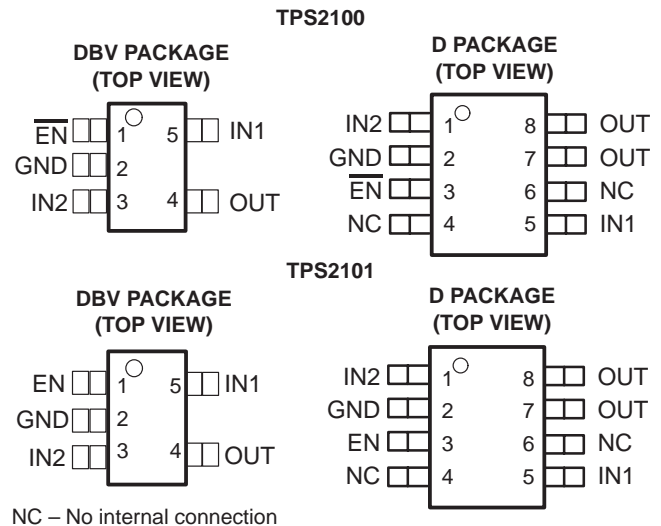 TPS2100
DBV PACKAGE
(TOP VIEW)
E̅N̅ 1 5 IN1
GND 2
IN2 3 4 OUT
D PACKAGE
(TOP VIEW)
IN2 1 8 OUT
GND 2 7 OUT
E̅N̅ 3 6 NC
NC 4 5 IN1
TPS2101
DBV PACKAGE
(TOP VIEW)
EN 1 5 IN1
GND 2
IN2 3 4 OUT
D PACKAGE
(TOP VIEW)
IN2 1 8 OUT
GND 2 7 OUT
EN 3 6 NC
NC 4 5 IN1
NC – No internal connection